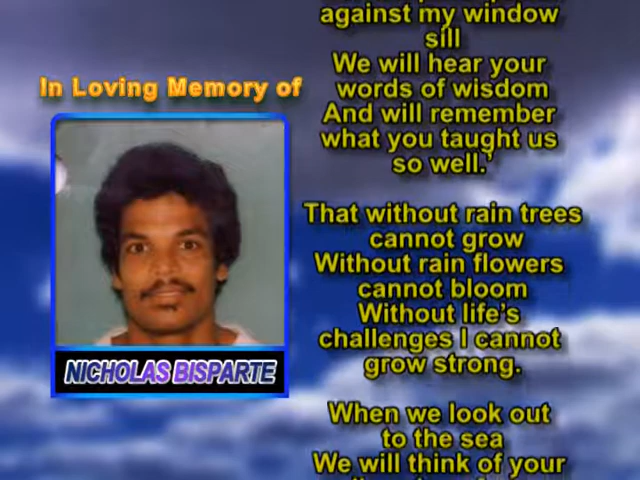 In Loving Memory of
NICHOLAS BISPARTE
against my window
sill
We will hear your
words of wisdom
And will remember
what you taught us
so well.'
That without rain trees
cannot grow
Without rain flowers
cannot bloom
Without life's
challenges I cannot
grow strong.
When we look out
to the sea
We will think of your